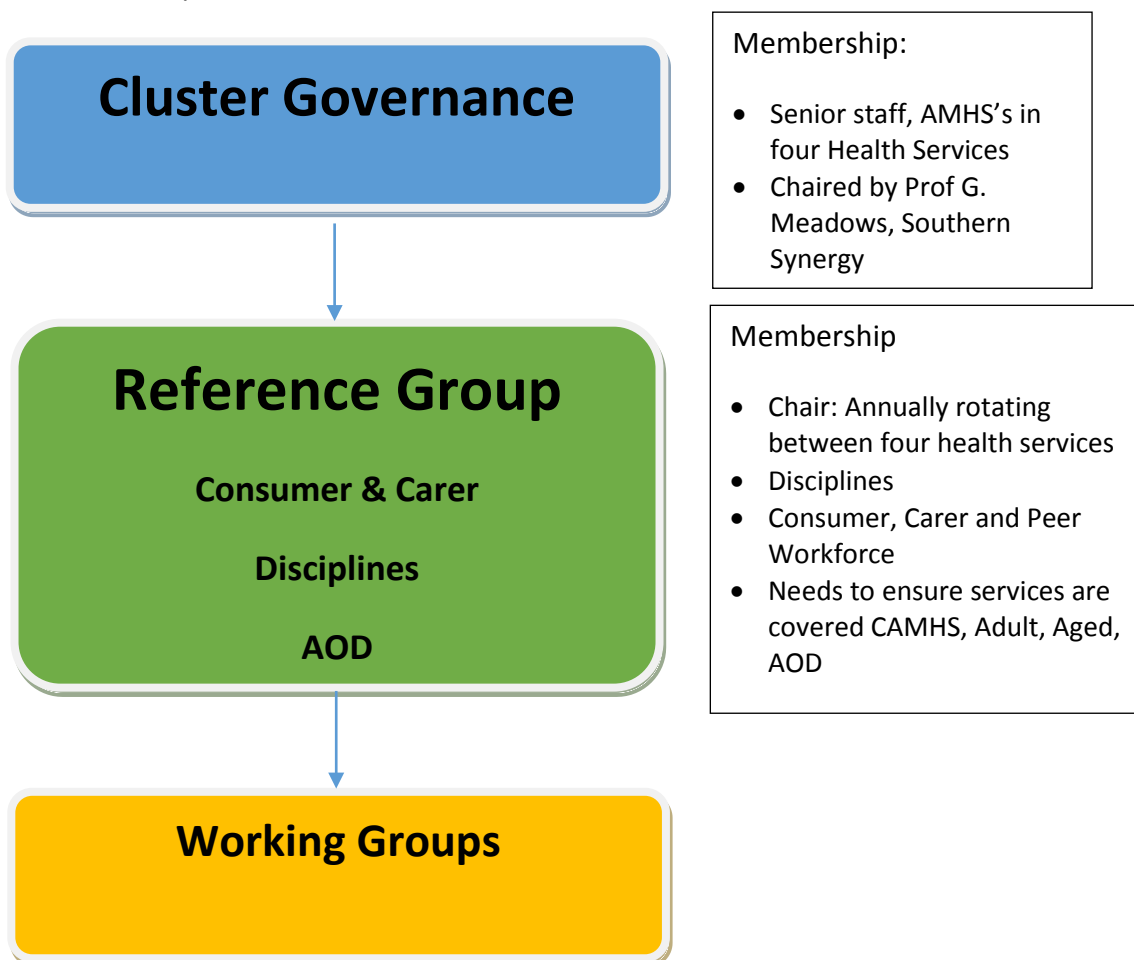 Cluster Governance
Membership:
• Senior staff, AMHS’s in
four Health Services
• Chaired by Prof G.
Meadows, Southern
Synergy
Reference Group
Consumer & Carer
Disciplines
AOD
Membership
• Chair: Annually rotating
between four health services
• Disciplines
• Consumer, Carer and Peer
Workforce
• Needs to ensure services are
covered CAMHS, Adult, Aged,
AOD
Working Groups